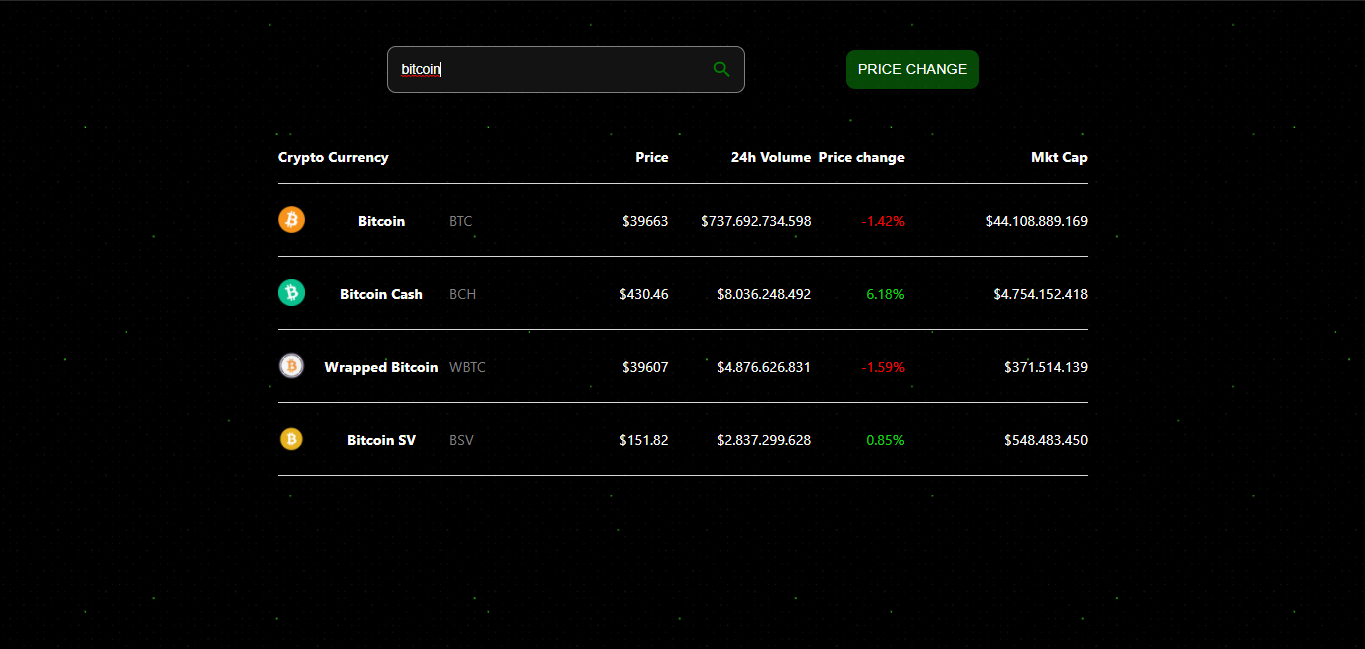 bitcoin
PRICE CHANGE
Crypto Currency Price 24h Volume Price change Mkt Cap
Bitcoin BTC $39663 $737.692.734.598 -1.42% $44.108.889.169
Bitcoin Cash BCH $430.46 $8.036.248.492 6.18% $4.754.152.418
Wrapped Bitcoin WBTC $39607 $4.876.626.831 -1.59% $371.514.139
Bitcoin SV BSV $151.82 $2.837.299.628 0.85% $548.483.450